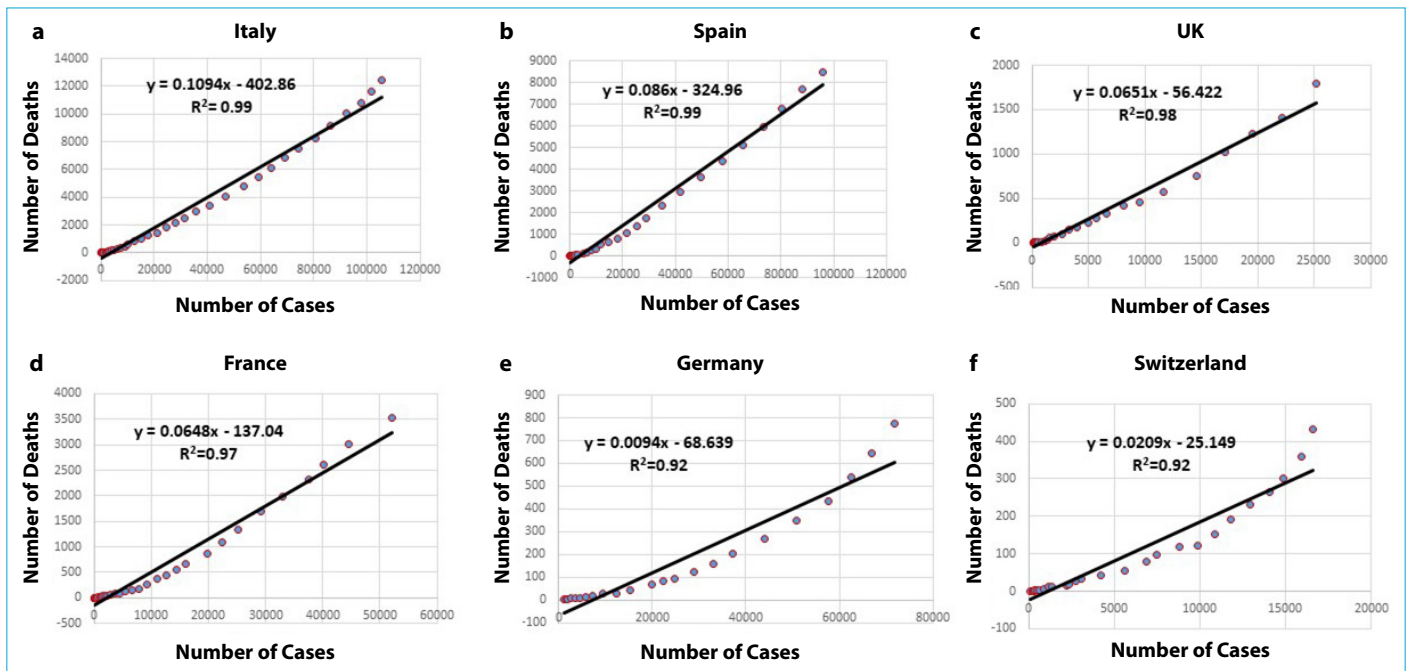 a
Italy
14000
12000
10000
8000
6000
4000
2000
0
-2000
y = 0.1094x - 402.86
R²= 0.99
0 20000 40000 60000 80000 100000 120000
Number of Deaths
Number of Cases
b
Spain
9000
8000
7000
6000
5000
4000
3000
2000
1000
0
-1000
y = 0.086x - 324.96
R²=0.99
0 20000 40000 60000 80000 100000 120000
Number of Deaths
Number of Cases
c
UK
2000
1500
1000
500
0
-500
y = 0.0651x - 56.422
R²=0.98
0 5000 10000 15000 20000 25000 30000
Number of Deaths
Number of Cases
d
France
4000
3500
3000
2500
2000
1500
1000
500
0
-500
y = 0.0648x - 137.04
R²=0.97
0 10000 20000 30000 40000 50000 60000
Number of Deaths
Number of Cases
e
Germany
900
800
700
600
500
400
300
200
100
0
-100
y = 0.0094x - 68.639
R²=0.92
0 20000 40000 60000 80000
Number of Deaths
Number of Cases
f
Switzerland
500
400
300
200
100
0
-100
y = 0.0209x - 25.149
R²=0.92
0 5000 10000 15000 20000
Number of Deaths
Number of Cases